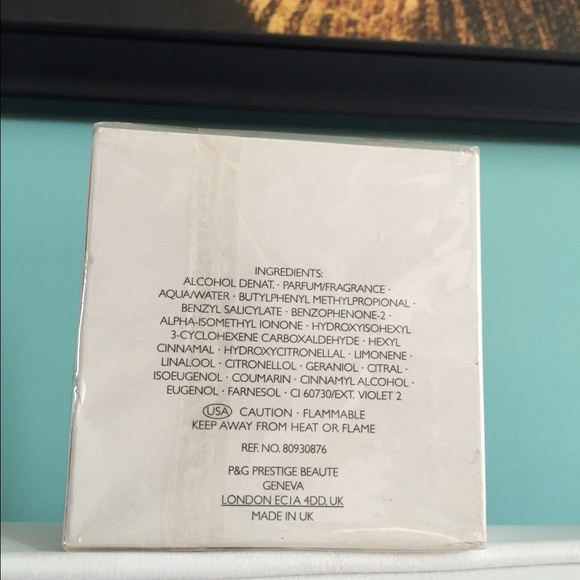 INGREDIENTS:
ALCOHOL DENAT. · PARFUM/FRAGRANCE ·
AQUA/WATER · BUTYLPHENYL METHYLPROPIONAL ·
BENZYL SALICYLATE · BENZOPHENONE-2 ·
ALPHA-ISOMETHYL IONONE · HYDROXYISOHEXYL
3-CYCLOHEXENE CARBOXALDEHYDE · HEXYL
CINNAMAL · HYDROXYCITRONELLAL · LIMONENE ·
LINALOOL · CITRONELLOL · GERANIOL · CITRAL ·
ISOEUGENOL · COUMARIN · CINNAMYL ALCOHOL ·
EUGENOL · FARNESOL · CI 60730/EXT. VIOLET 2
USA CAUTION · FLAMMABLE
KEEP AWAY FROM HEAT OR FLAME
REF. NO. 80930876
P&G PRESTIGE BEAUTE
GENEVA
LONDON EC1A 4DD, UK
MADE IN UK